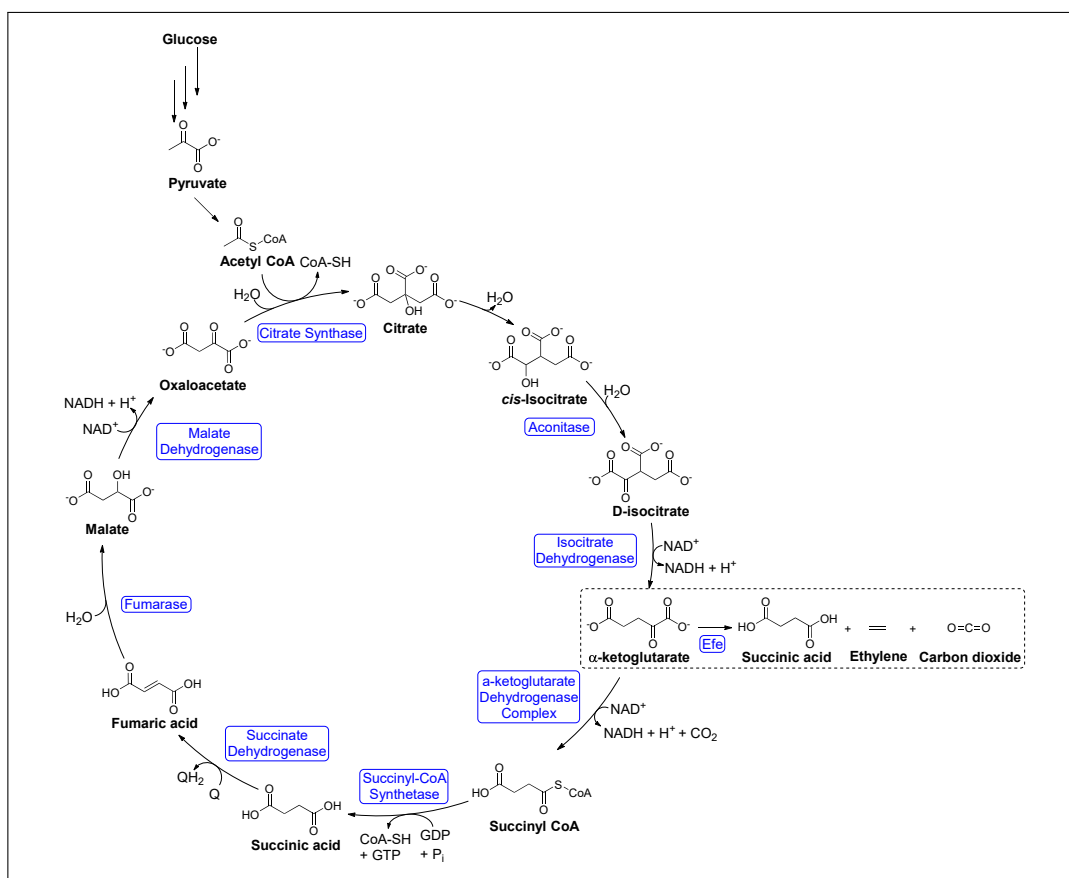 Glucose
O
O-
O
Pyruvate
O
S
CoA
Acetyl CoA
CoA-SH
H2O
Citrate Synthase
O
O-
O
O
-O
O-
OH
Citrate
H2O
O
O-
O
O
-O
O-
OH
cis-Isocitrate
H2O
Aconitase
O
O-
O
O
-O
O-
O
D-isocitrate
Isocitrate
Dehydrogenase
NAD+
NADH + H+
O
O
-O
O-
O
α-ketoglutarate
Efe
O
HO
OH
O
Succinic acid
+
Ethylene
+
O=C=O
Carbon dioxide
a-ketoglutarate
Dehydrogenase
Complex
NAD+
NADH + H+ + CO2
O
HO
S
CoA
O
Succinyl CoA
Succinyl-CoA
Synthetase
GDP
+ Pi
CoA-SH
+ GTP
O
HO
OH
O
Succinic acid
Succinate
Dehydrogenase
Q
QH2
O
HO
OH
O
Fumaric acid
Fumarase
H2O
O
OH
-O
O-
O
Malate
Malate
Dehydrogenase
NAD+
NADH + H+
O
O
-O
O-
O
Oxaloacetate